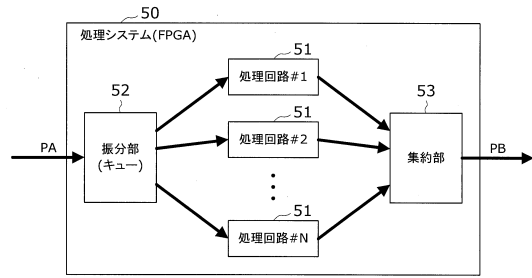 50
処理システム(FPGA)
51
処理回路#1
52
53
51
PA
振分部
(キュー)
処理回路#2
集約部
PB
51
処理回路#N